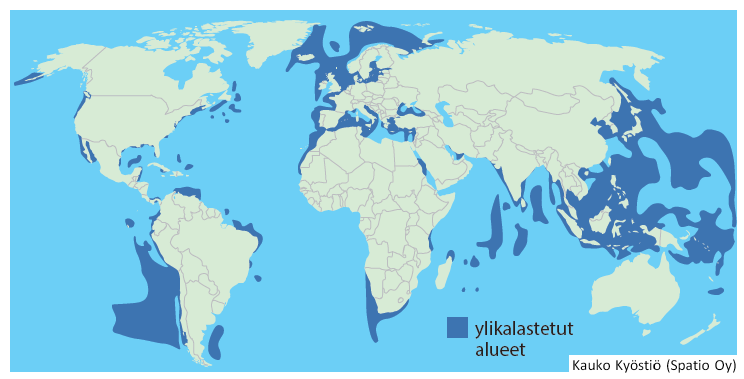 ylikalastetut
alueet
Kauko Kyöstiö (Spatio Oy)